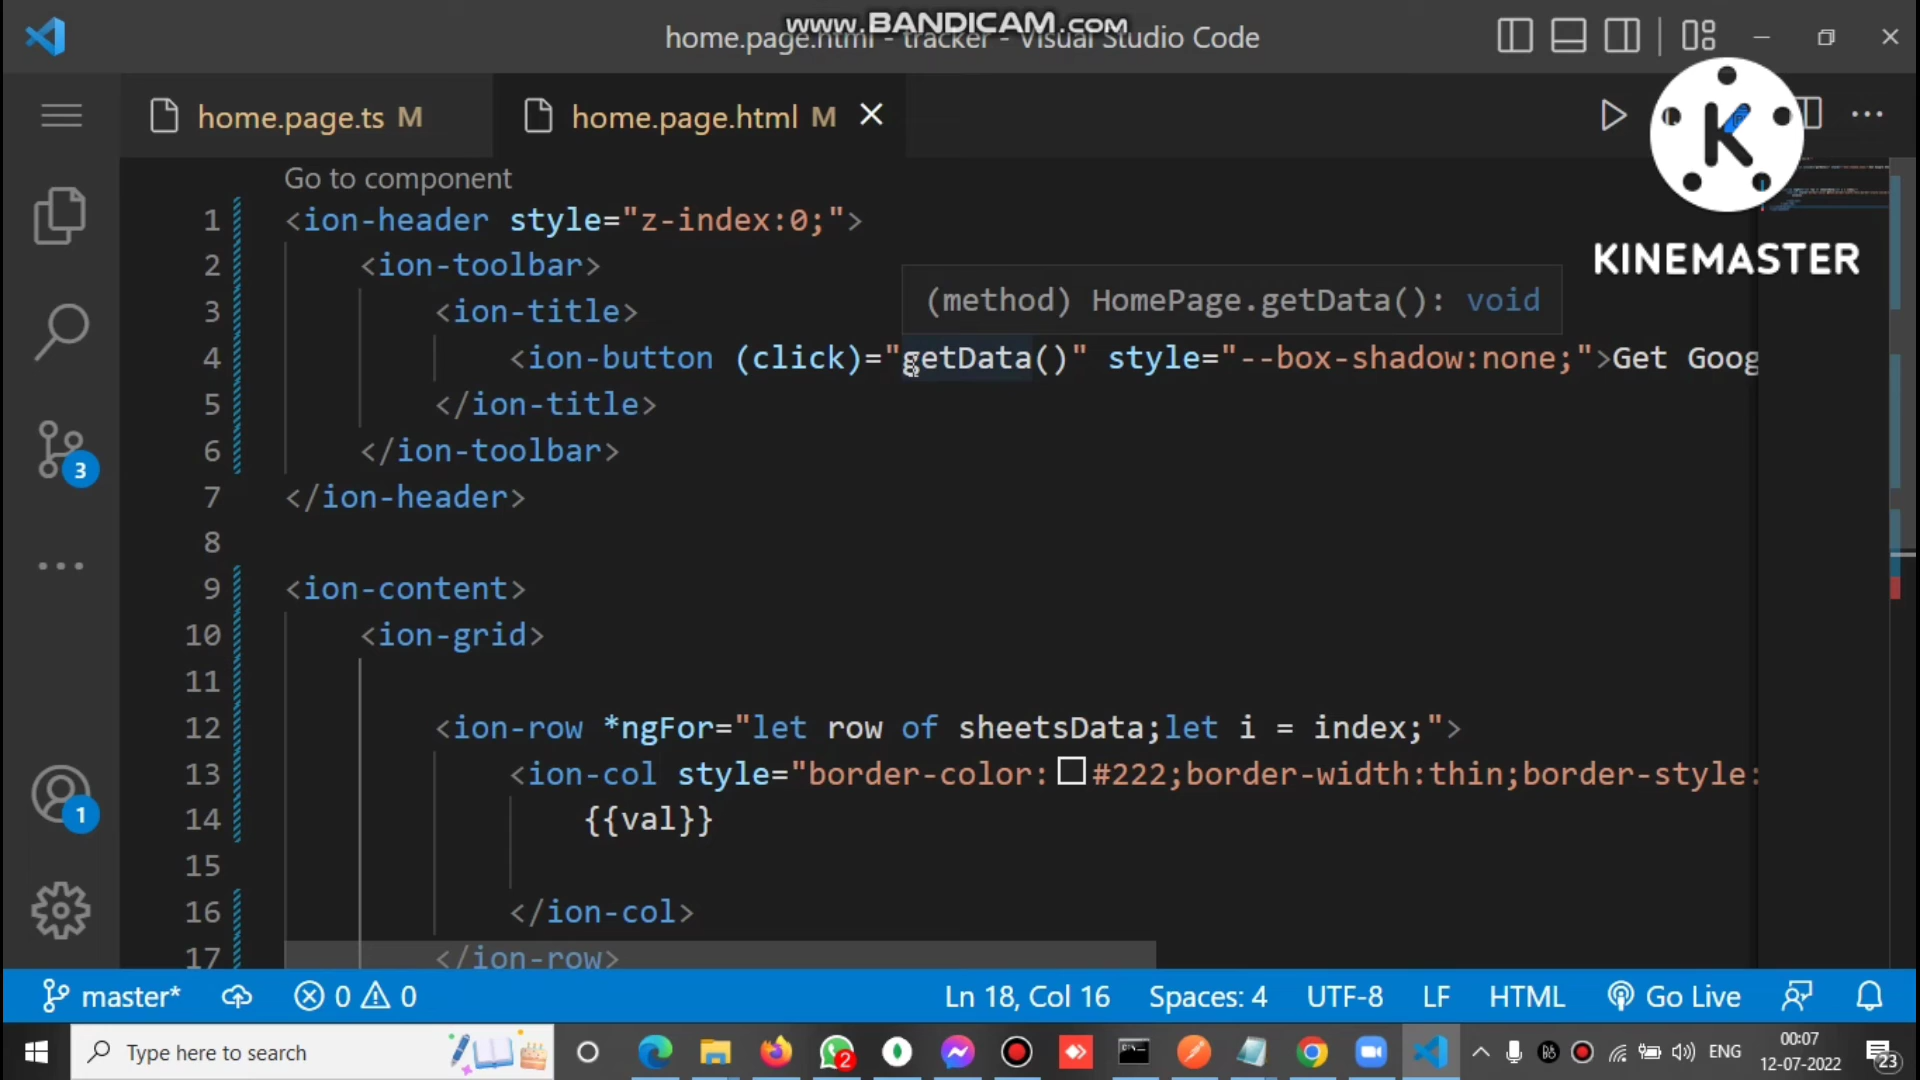 www.BANDICAM.com
home.page.html - tracker - Visual Studio Code
home.page.ts M
home.page.html M
KINEMASTER
Go to component
1 <ion-header style="z-index:0;">
2 <ion-toolbar>
(method) HomePage.getData(): void
3 <ion-title>
4 <ion-button (click)="getData()" style="--box-shadow:none;">Get Goog
5 </ion-title>
6 </ion-toolbar>
7 </ion-header>
8
9 <ion-content>
10 <ion-grid>
11
12 <ion-row *ngFor="let row of sheetsData;let i = index;">
13 <ion-col style="border-color:#222;border-width:thin;border-style:
14 {{val}}
15
16 </ion-col>
17 </ion-row>
3
1
master* 0 0 Ln 18, Col 16 Spaces: 4 UTF-8 LF HTML Go Live
Type here to search
2
ENG
00:07
12-07-2022
23